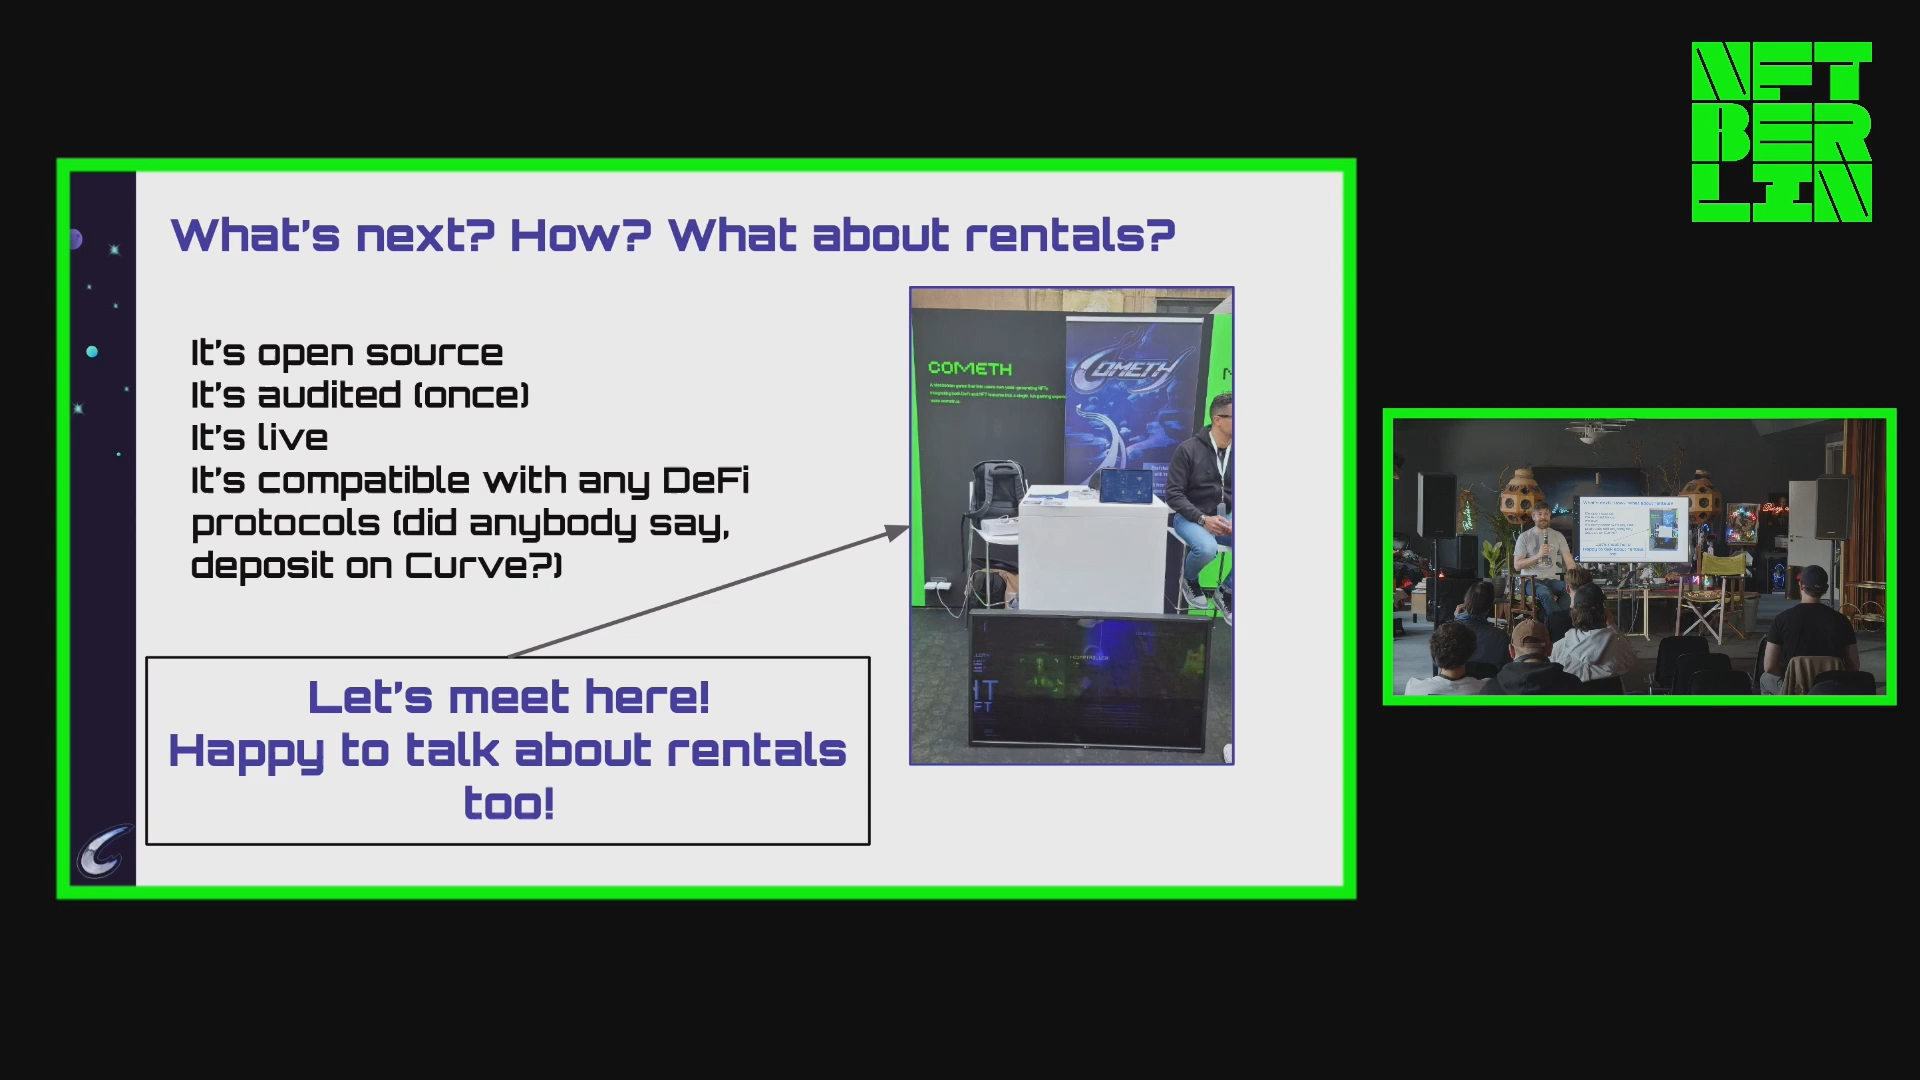 NFT
BER
LIN
What's next? How? What about rentals?
It's open source
It's audited (once)
It's live
It's compatible with any DeFi
protocols (did anybody say,
deposit on Curve?)
Let's meet here!
Happy to talk about rentals
too!
COMETH
COMETH